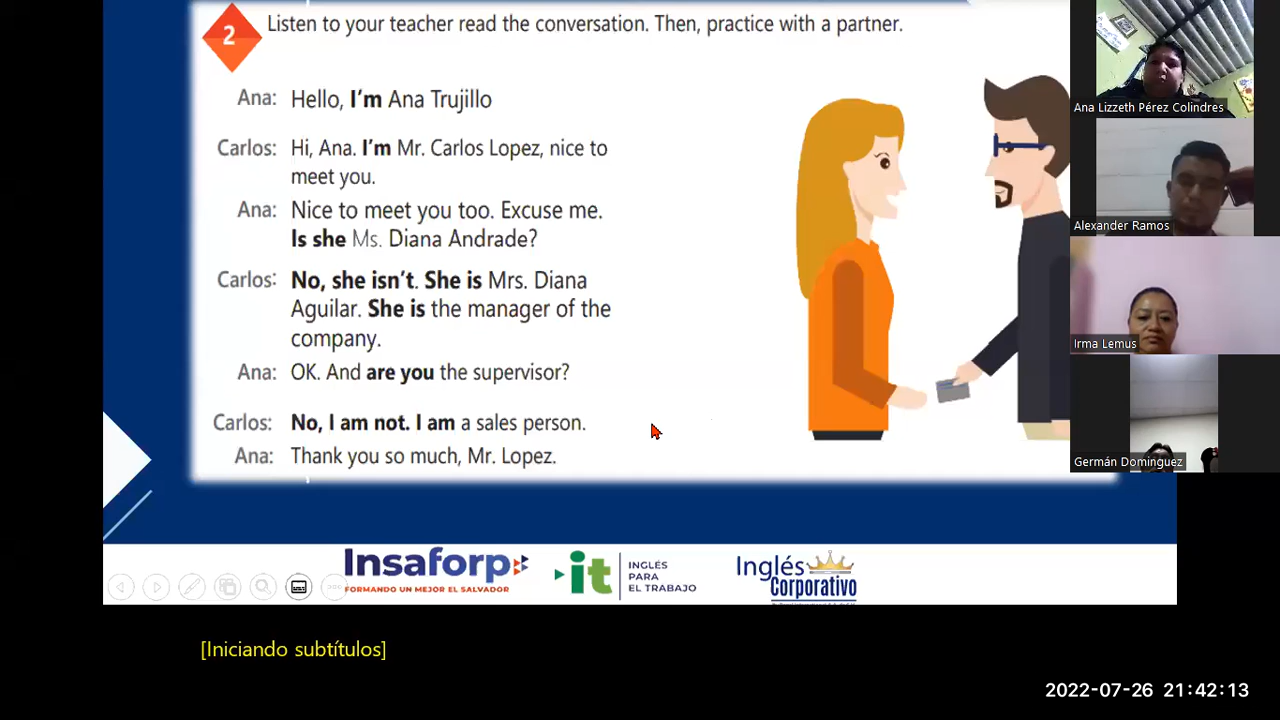 2 Listen to your teacher read the conversation. Then, practice with a partner.
Ana: Hello, I'm Ana Trujillo
Carlos: Hi, Ana. I'm Mr. Carlos Lopez, nice to
meet you.
Ana: Nice to meet you too. Excuse me.
Is she Ms. Diana Andrade?
Carlos: No, she isn't. She is Mrs. Diana
Aguilar. She is the manager of the
company.
Ana: OK. And are you the supervisor?
Carlos: No, I am not. I am a sales person.
Ana: Thank you so much, Mr. Lopez.
Ana Lizzeth Pérez Colindres
Alexander Ramos
Irma Lemus
Germán Dominguez
Insaforp
FORMANDO UN MEJOR EL SALVADOR
it
INGLÉS
PARA
EL TRABAJO
Inglés
Corporativo
[Iniciando subtítulos]
2022-07-26 21:42:13